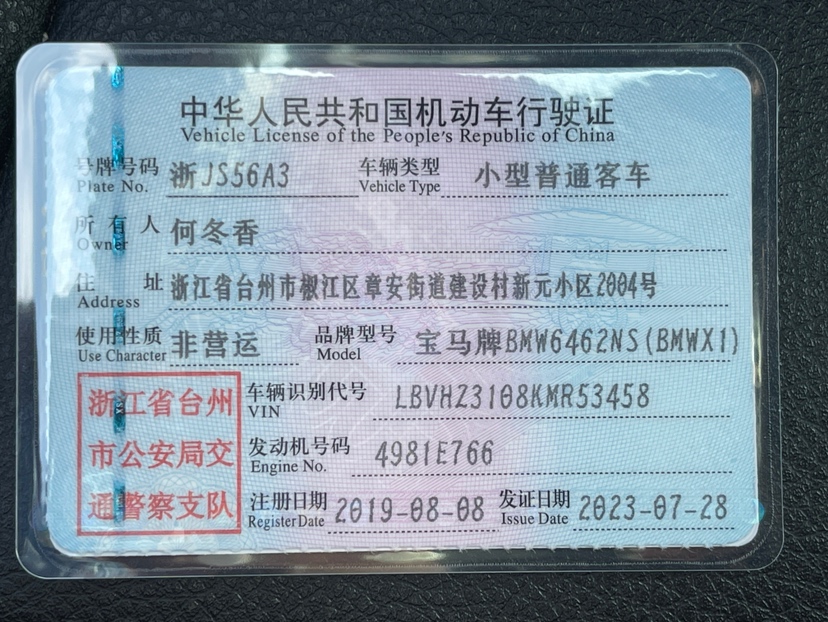 中华人民共和国机动车行驶证
Vehicle License of the People's Republic of China
号牌号码 浙JS56A3 车辆类型 小型普通客车
Plate No. Vehicle Type
所有人 何冬香
Owner
住址 浙江省台州市椒江区章安街道建设村新元小区2004号
Address
使用性质 非营运 品牌型号 宝马牌BMW6462NS(BMWX1)
Use Character Model
浙江省台州
市公安局交
通警察支队
车辆识别代号 LBVHZ3108KMR53458
VIN
发动机号码 4981E766
Engine No.
注册日期 2019-08-08 发证日期 2023-07-28
Register Date Issue Date